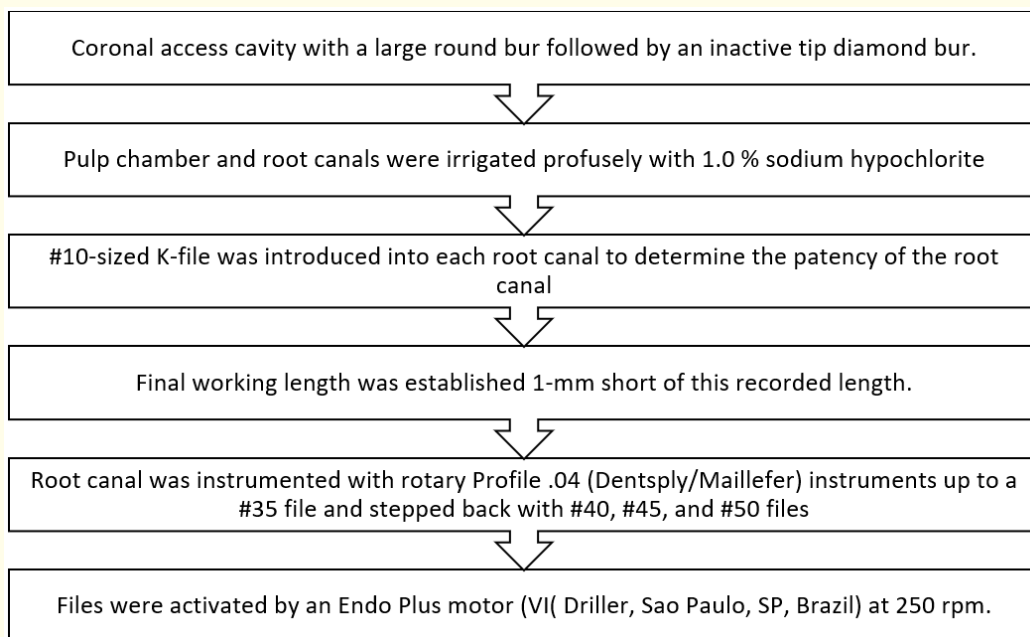 Coronal access cavity with a large round bur followed by an inactive tip diamond bur.
Pulp chamber and root canals were irrigated profusely with 1.0 % sodium hypochlorite
#10-sized K-file was introduced into each root canal to determine the patency of the root
canal
Final working length was established 1-mm short of this recorded length.
Root canal was instrumented with rotary Profile .04 (Dentsply/Maillefer) instruments up to a
#35 file and stepped back with #40, #45, and #50 files
Files were activated by an Endo Plus motor (VI( Driller, Sao Paulo, SP, Brazil) at 250 rpm.